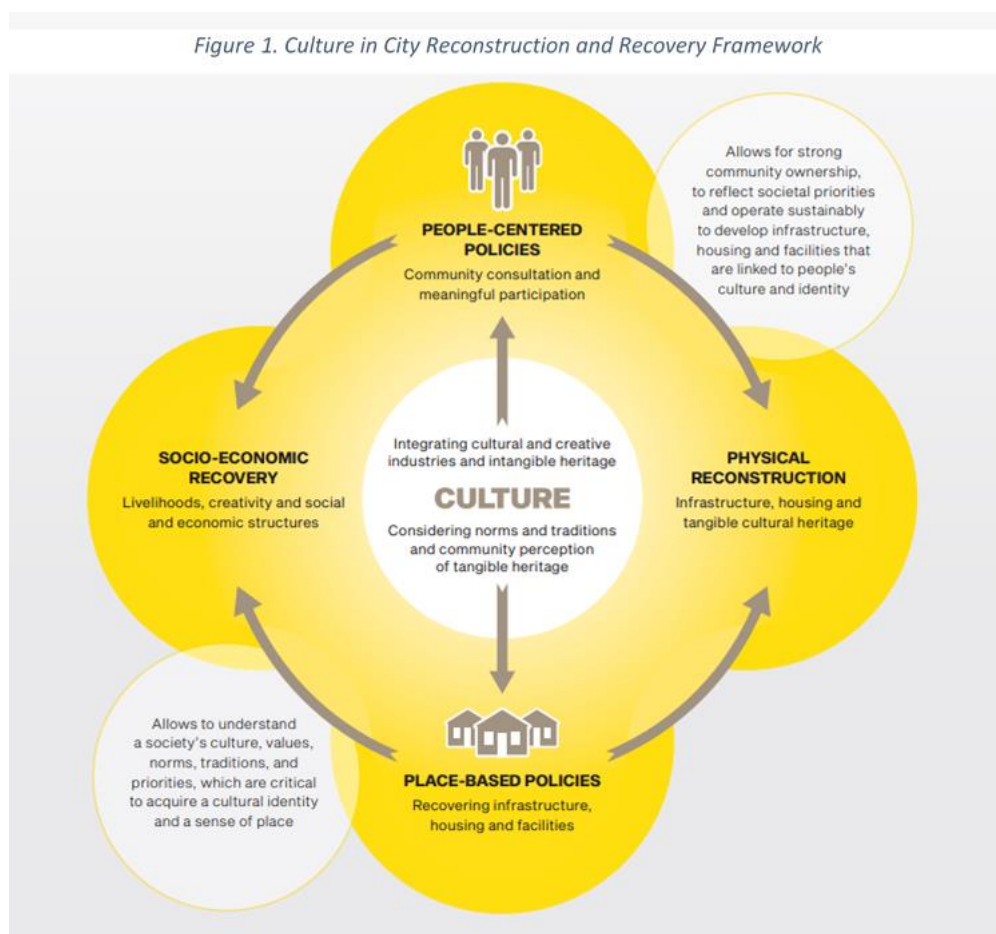 Figure 1. Culture in City Reconstruction and Recovery Framework
PEOPLE-CENTERED
POLICIES
Community consultation and
meaningful participation
Allows for strong
community ownership,
to reflect societal priorities
and operate sustainably
to develop infrastructure,
housing and facilities that
are linked to people's
culture and identity
SOCIO-ECONOMIC
RECOVERY
Livelihoods, creativity and social
and economic structures
Integrating cultural and creative
industries and intangible heritage
CULTURE
Considering norms and traditions
and community perception
of tangible heritage
PHYSICAL
RECONSTRUCTION
Infrastructure, housing and
tangible cultural heritage
Allows to understand
a society's culture, values,
norms, traditions, and
priorities, which are critical
to acquire a cultural identity
and a sense of place
PLACE-BASED POLICIES
Recovering infrastructure,
housing and facilities